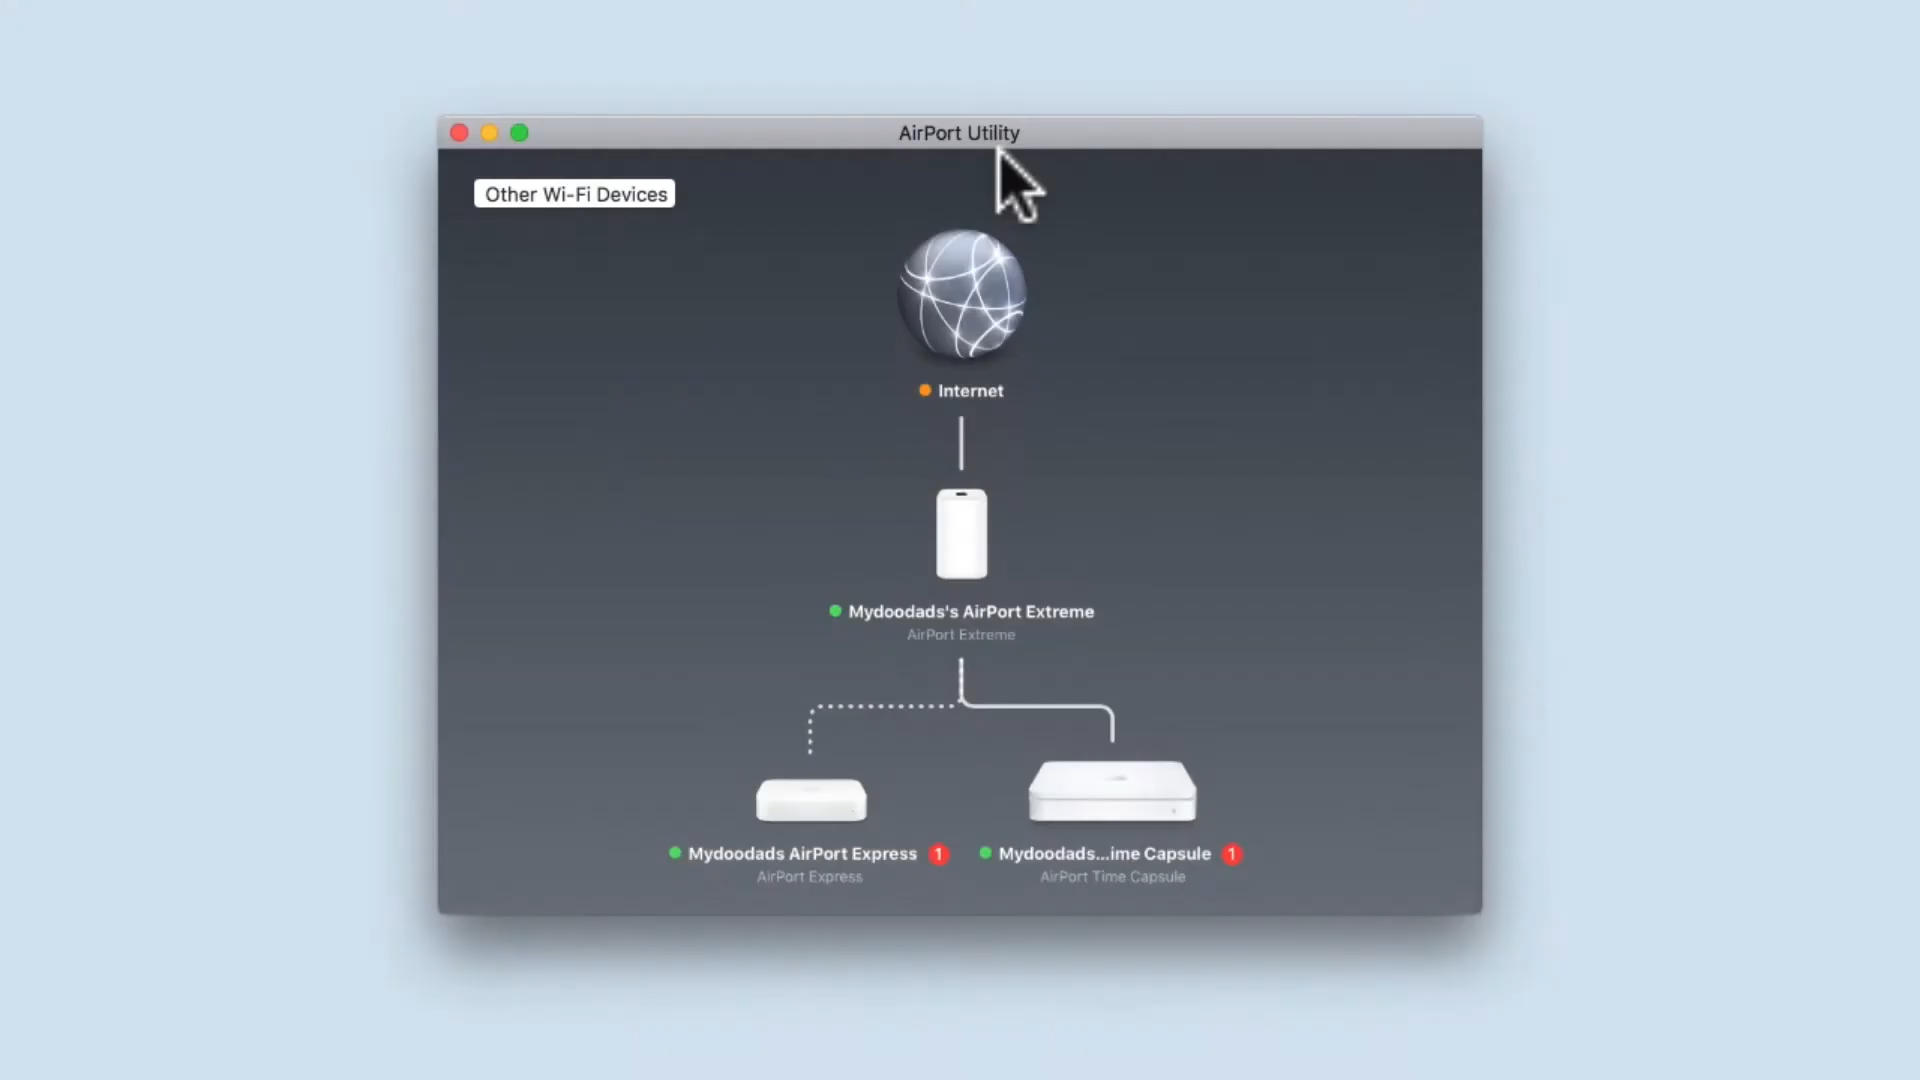 AirPort Utility
Other Wi-Fi Devices
Internet
Mydoodads's AirPort Extreme
AirPort Extreme
Mydoodads AirPort Express 1
AirPort Express
Mydoodads...ime Capsule 1
AirPort Time Capsule